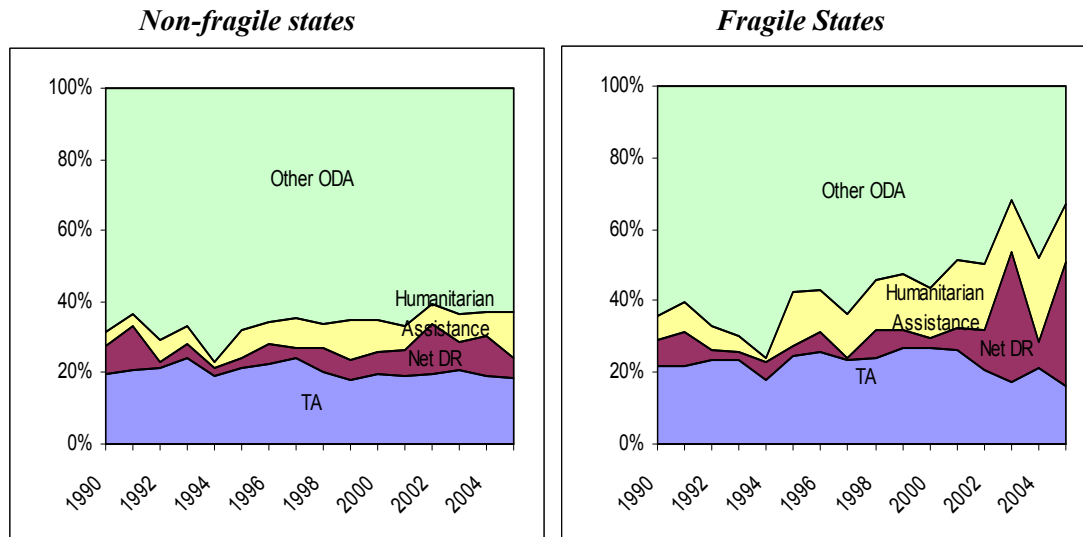 Non-fragile states
100%
80%
60%
40%
20%
0%
Other ODA
Humanitarian
Assistance
Net DR
TA
1990
1992
1994
1996
1998
2000
2002
2004
Fragile States
100%
80%
60%
40%
20%
0%
Other ODA
Humanitarian
Assistance
Net DR
TA
1990
1992
1994
1996
1998
2000
2002
2004